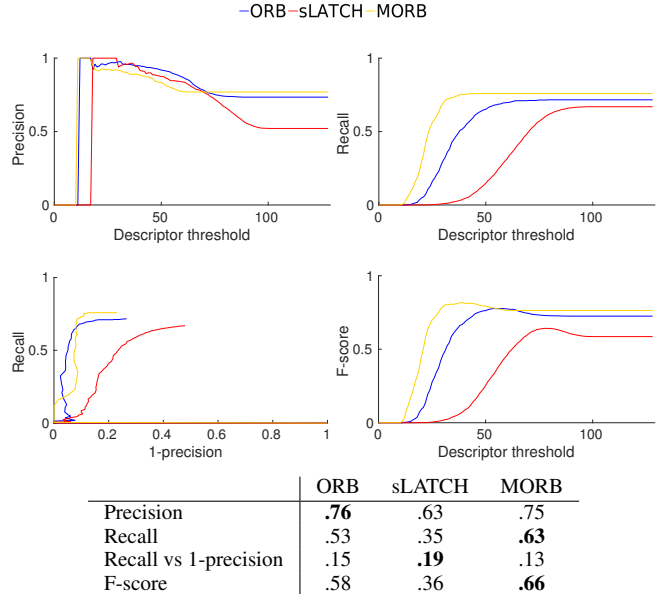 ORB sLATCH MORB
1
0.5
0
Precision
0 50 100
Descriptor threshold
1
0.5
0
Recall
0 50 100
Descriptor threshold
1
0.5
0
Recall
0 0.2 0.4 0.6 0.8 1
1-precision
1
0.5
0
F-score
0 50 100
Descriptor threshold
ORB sLATCH MORB
Precision .76 .63 .75
Recall .53 .35 .63
Recall vs 1-precision .15 .19 .13
F-score .58 .36 .66